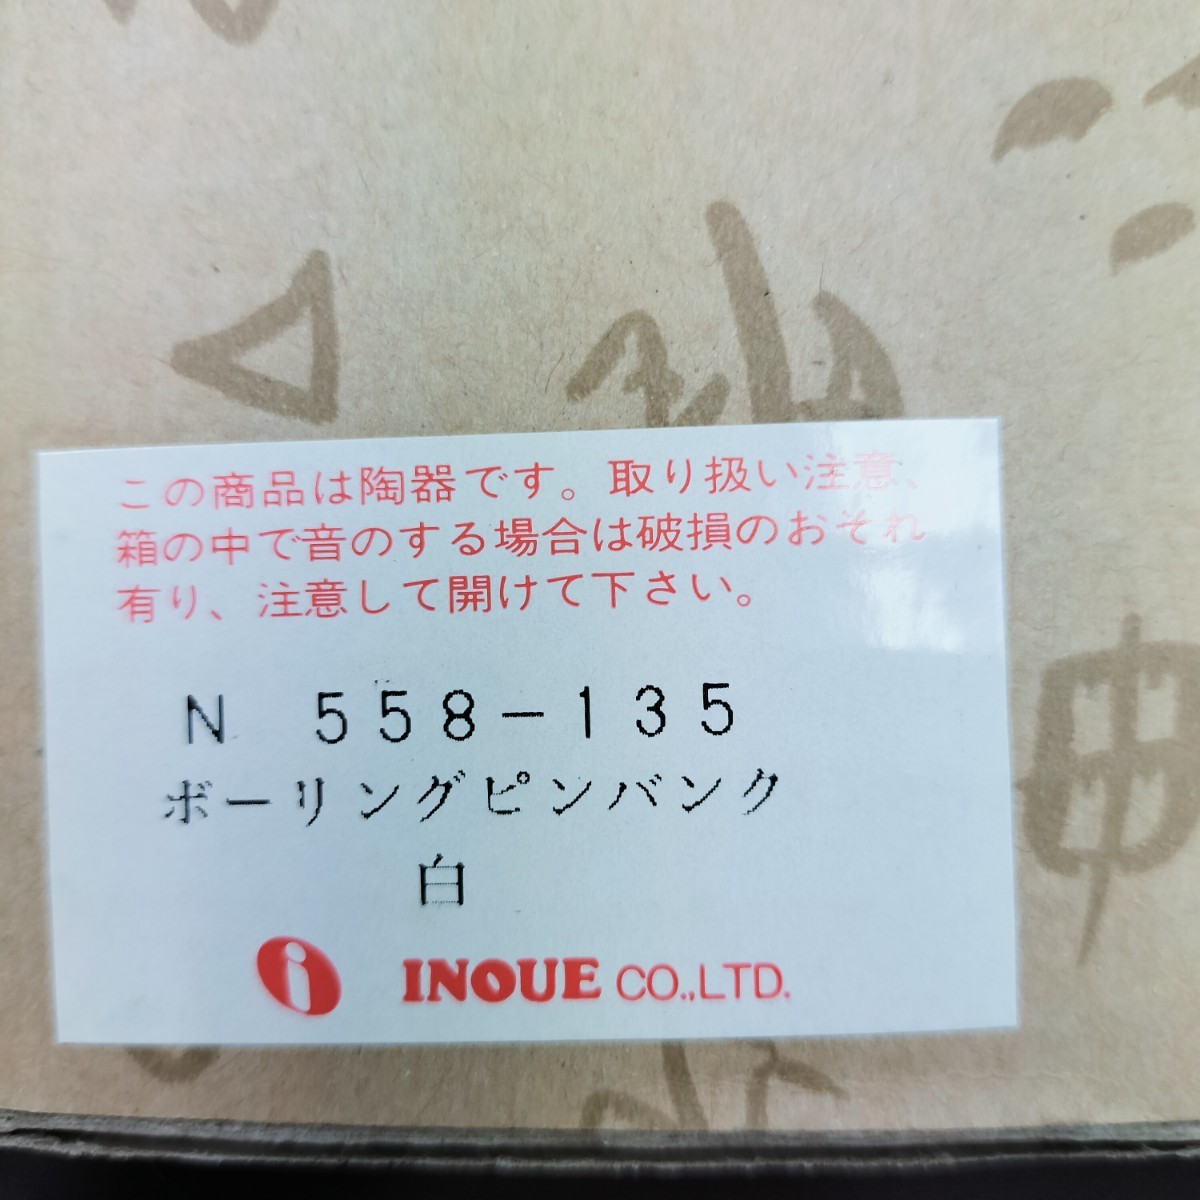 この商品は陶器です。取り扱い注意、
箱の中で音のする場合は破損のおそれ
有り、注意して開けて下さい。
N 558-135
ボーリングピンバンク
白
i INOUE CO.,LTD.